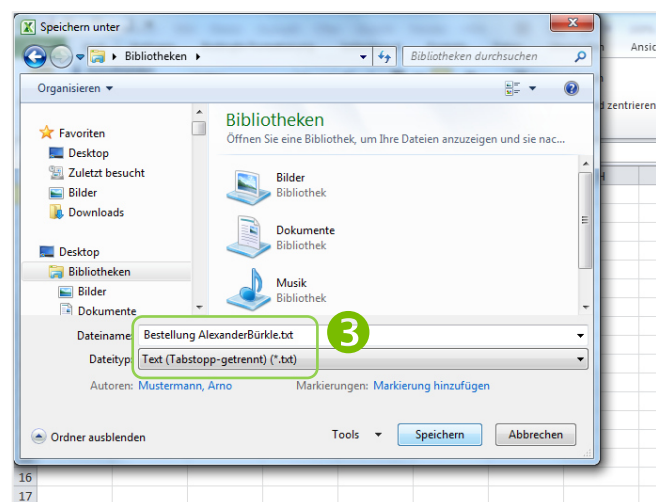 Speichern unter
Bibliotheken
Bibliotheken durchsuchen
Ansic
Organisieren
zentrieren
Bibliotheken
Öffnen Sie eine Bibliothek, um Ihre Dateien anzuzeigen und sie nac...
Favoriten
Desktop
Zuletzt besucht
Bilder
Downloads
Desktop
Bibliotheken
Bilder
Dokumente
Bilder
Bibliothek
Dokumente
Bibliothek
Musik
Bibliothek
H
Dateiname: Bestellung AlexanderBürkle.txt
3
Dateityp: Text (Tabstopp-getrennt) (*.txt)
Autoren: Mustermann, Arno Markierungen: Markierung hinzufügen
Ordner ausblenden Tools Speichern Abbrechen
16
17